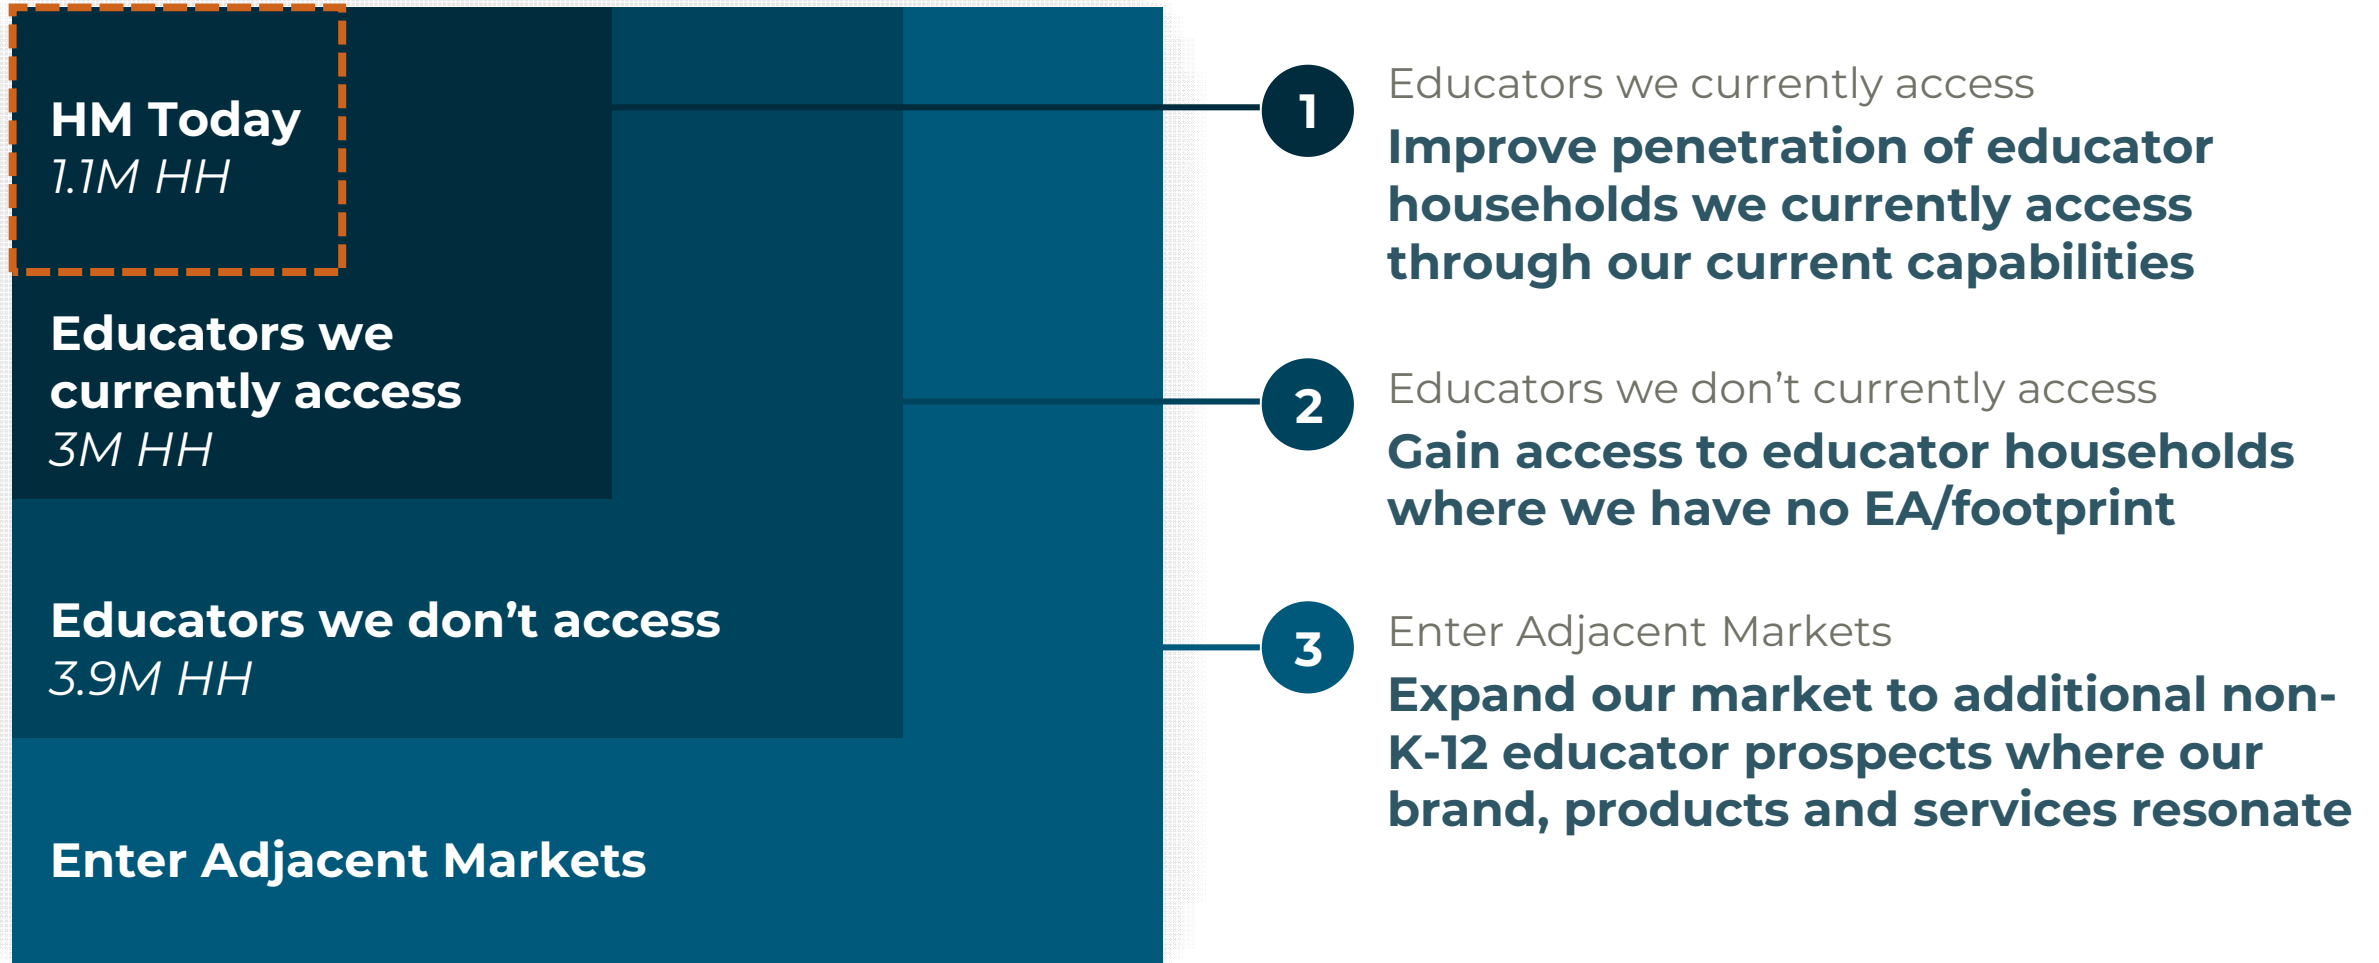 HM Today
1.1M HH
Educators we
currently access
3M HH
Educators we don’t access
3.9M HH
Enter Adjacent Markets
1
Educators we currently access
Improve penetration of educator
households we currently access
through our current capabilities
2
Educators we don’t currently access
Gain access to educator households
where we have no EA/footprint
3
Enter Adjacent Markets
Expand our market to additional non-
K-12 educator prospects where our
brand, products and services resonate